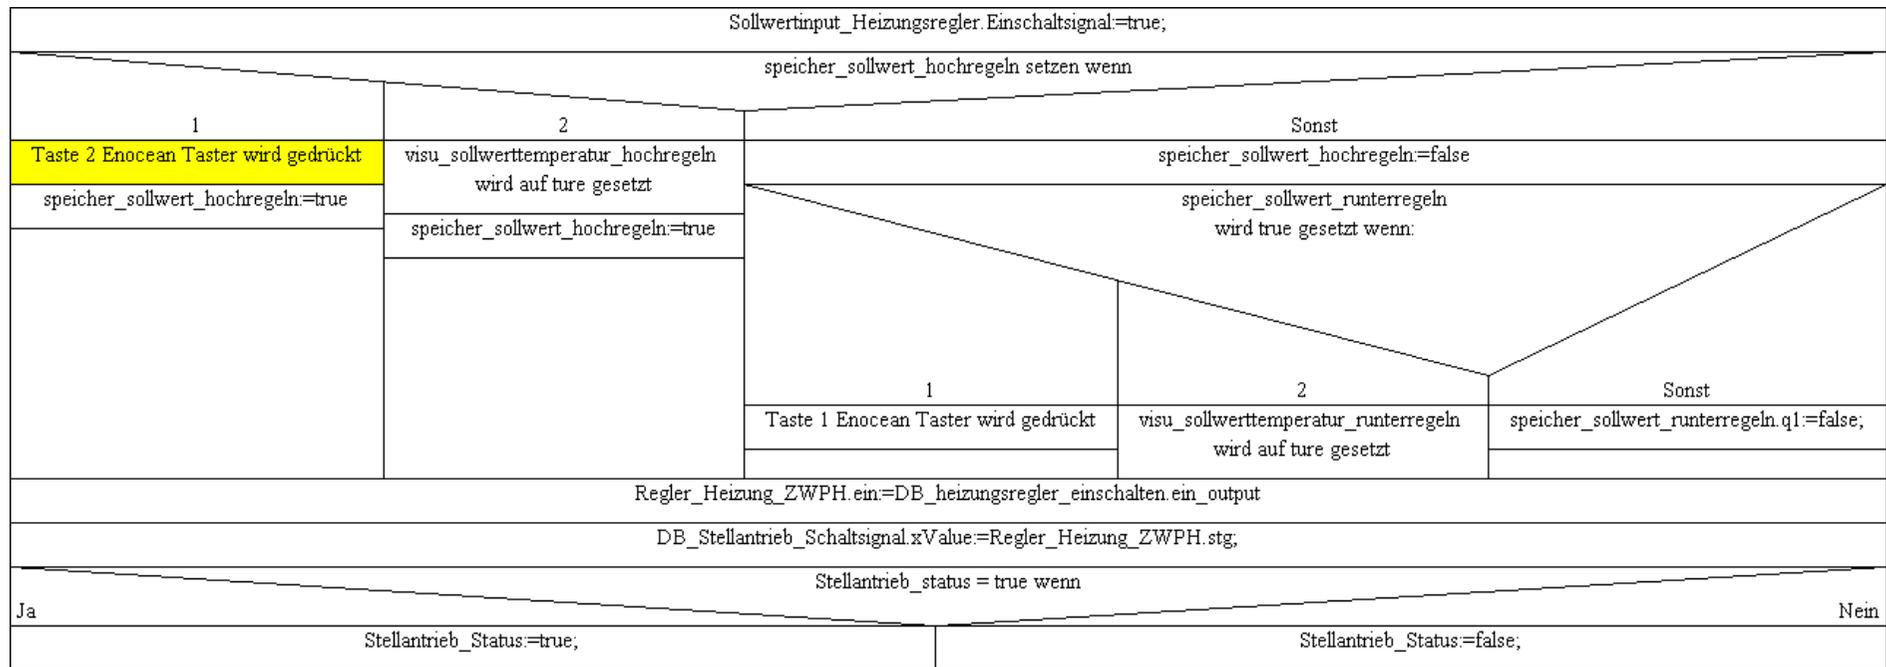 Sollwertinput_Heizungsregler.Einschaltsignal:=true;
speicher_sollwert_hochregeln setzen wenn
1
2
Sonst
Taste 2 Enocean Taster wird gedrückt
speicher_sollwert_hochregeln:=true
visu_sollwerttemperatur_hochregeln
wird auf ture gesetzt
speicher_sollwert_hochregeln:=true
speicher_sollwert_hochregeln:=false
speicher_sollwert_runterregeln
wird true gesetzt wenn:
1
2
Sonst
Taste 1 Enocean Taster wird gedrückt
visu_sollwerttemperatur_runterregeln
wird auf ture gesetzt
speicher_sollwert_runterregeln.q1:=false;
Regler_Heizung_ZWPH.ein:=DB_heizungsregler_einschalten.ein_output
DB_Stellantrieb_Schaltsignal.xValue:=Regler_Heizung_ZWPH.stg;
Stellantrieb_status = true wenn
Ja
Nein
Stellantrieb_Status:=true;
Stellantrieb_Status:=false;